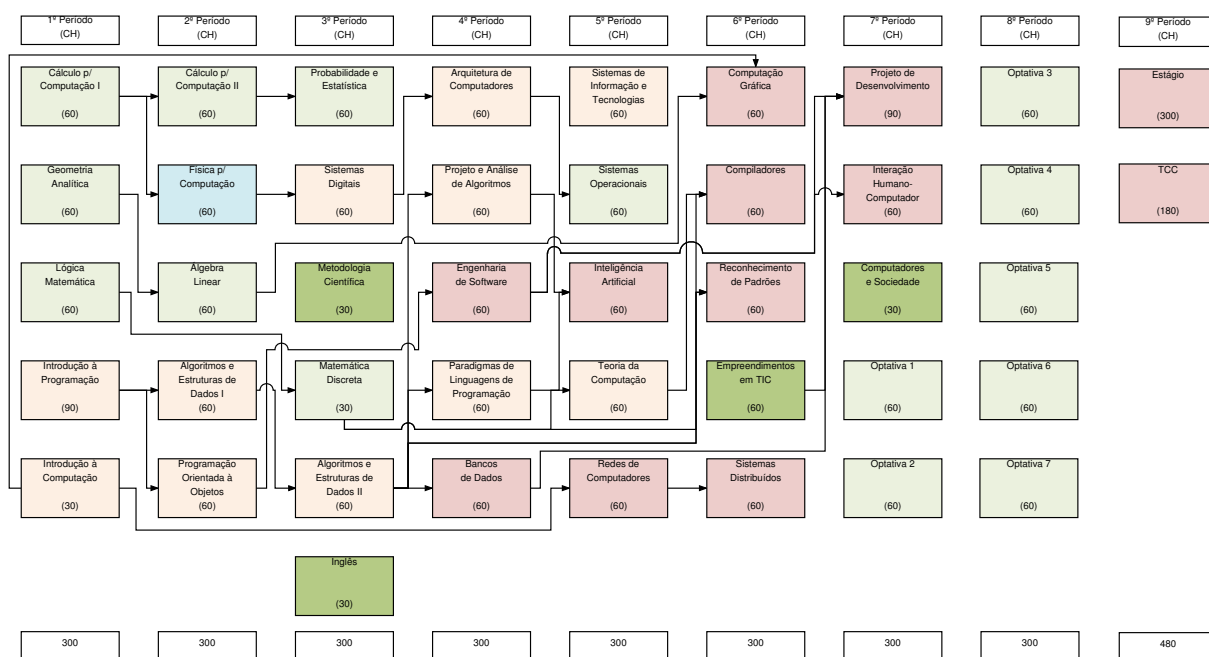 1º Período
(CH)
2º Período
(CH)
3º Período
(CH)
4º Período
(CH)
5º Período
(CH)
6º Período
(CH)
7º Período
(CH)
8º Período
(CH)
9º Período
(CH)
Cálculo p/
Computação I
(60)
Cálculo p/
Computação II
(60)
Probabilidade e
Estatística
(60)
Arquitetura de
Computadores
(60)
Sistemas de
Informação e
Tecnologias
(60)
Computação
Gráfica
(60)
Projeto de
Desenvolvimento
(90)
Optativa 3
(60)
Estágio
(300)
Geometria
Analítica
(60)
Física p/
Computação
(60)
Sistemas
Digitais
(60)
Projeto e Análise
de Algoritmos
(60)
Sistemas
Operacionais
(60)
Compiladores
(60)
Interação
Humano-
Computador
(60)
Optativa 4
(60)
TCC
(180)
Lógica
Matemática
(60)
Álgebra
Linear
(60)
Metodologia
Científica
(30)
Engenharia
de Software
(60)
Inteligência
Artificial
(60)
Reconhecimento
de Padrões
(60)
Computadores
e Sociedade
(30)
Optativa 5
(60)
Introdução à
Programação
(90)
Algoritmos e
Estruturas de
Dados I
(60)
Matemática
Discreta
(30)
Paradigmas de
Linguagens de
Programação
(60)
Teoria da
Computação
(60)
Empreendimentos
em TIC
(60)
Optativa 1
(60)
Optativa 6
(60)
Introdução à
Computação
(30)
Programação
Orientada à
Objetos
(60)
Algoritmos e
Estruturas de
Dados II
(60)
Bancos
de Dados
(60)
Redes de
Computadores
(60)
Sistemas
Distribuídos
(60)
Optativa 2
(60)
Optativa 7
(60)
Inglês
(30)
300
300
300
300
300
300
300
300
480